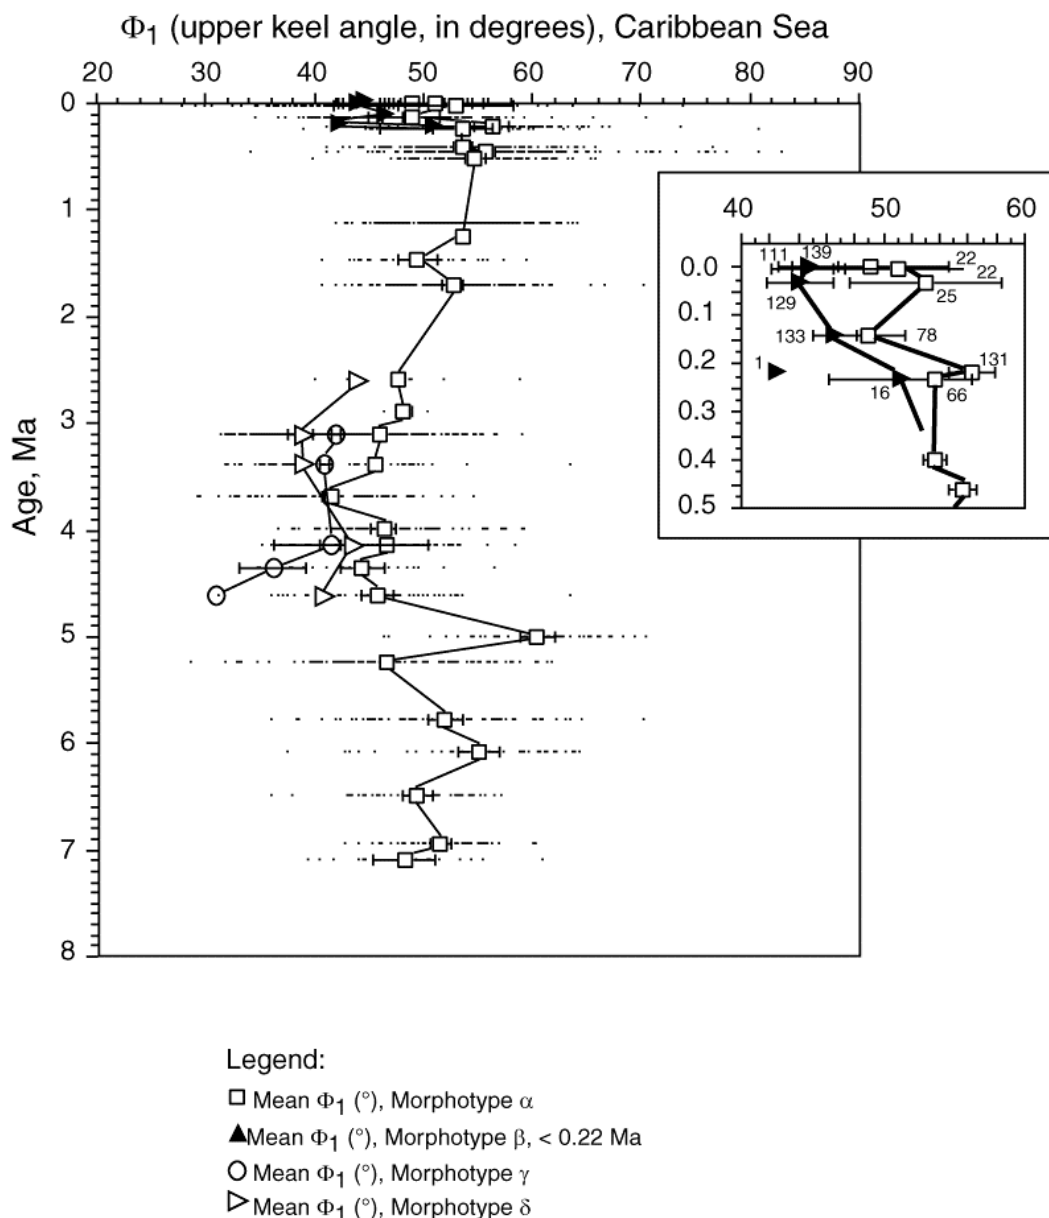 Φ1 (upper keel angle, in degrees), Caribbean Sea
20 30 40 50 60 70 80 90
0
1
2
3
4
5
6
7
8
Age, Ma
40 50 60
0.0
0.1
0.2
0.3
0.4
0.5
111 139 22
22
129 25
133 78
1 131
16 66
Legend:
Mean Φ1 (°), Morphotype α
Mean Φ1 (°), Morphotype β, < 0.22 Ma
Mean Φ1 (°), Morphotype γ
Mean Φ1 (°), Morphotype δ